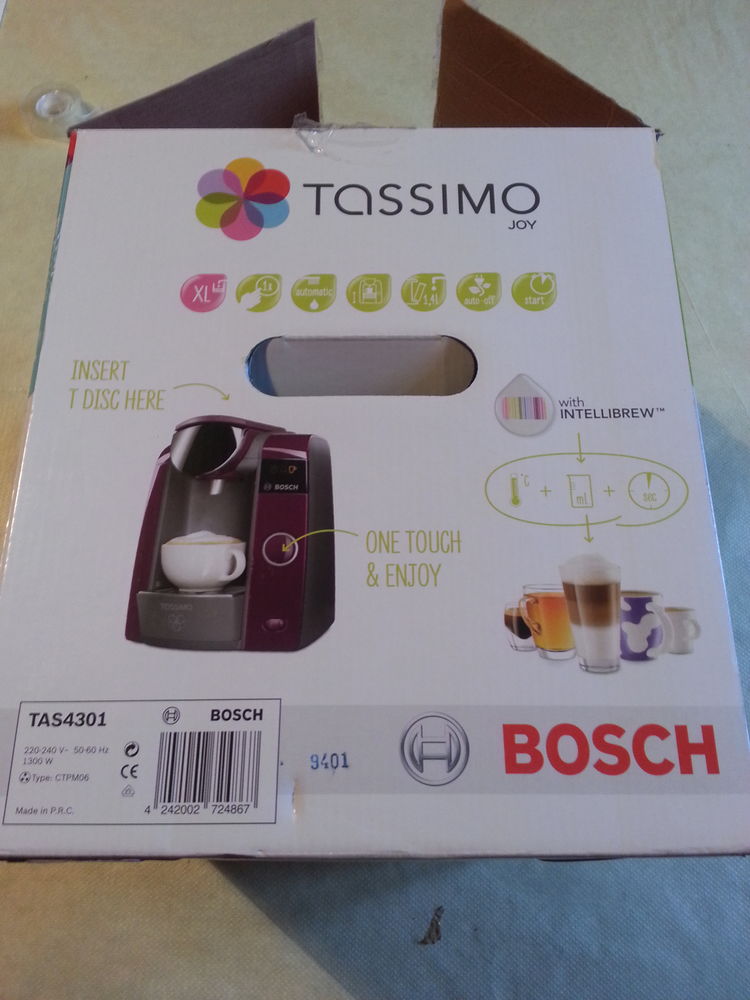 TASSIMO
JOY
XL
1x
automatic
1,4L
auto-off
start
INSERT
T DISC HERE
with
INTELLIBREW™
°C + ml + sec
BOSCH
ONE TOUCH
& ENJOY
TASSIMO
TAS4301
BOSCH
220-240 V~ 50-60 Hz
1300 W
Type: CTPM06
CE
Made in P.R.C.
4 242002 724867
9401
BOSCH